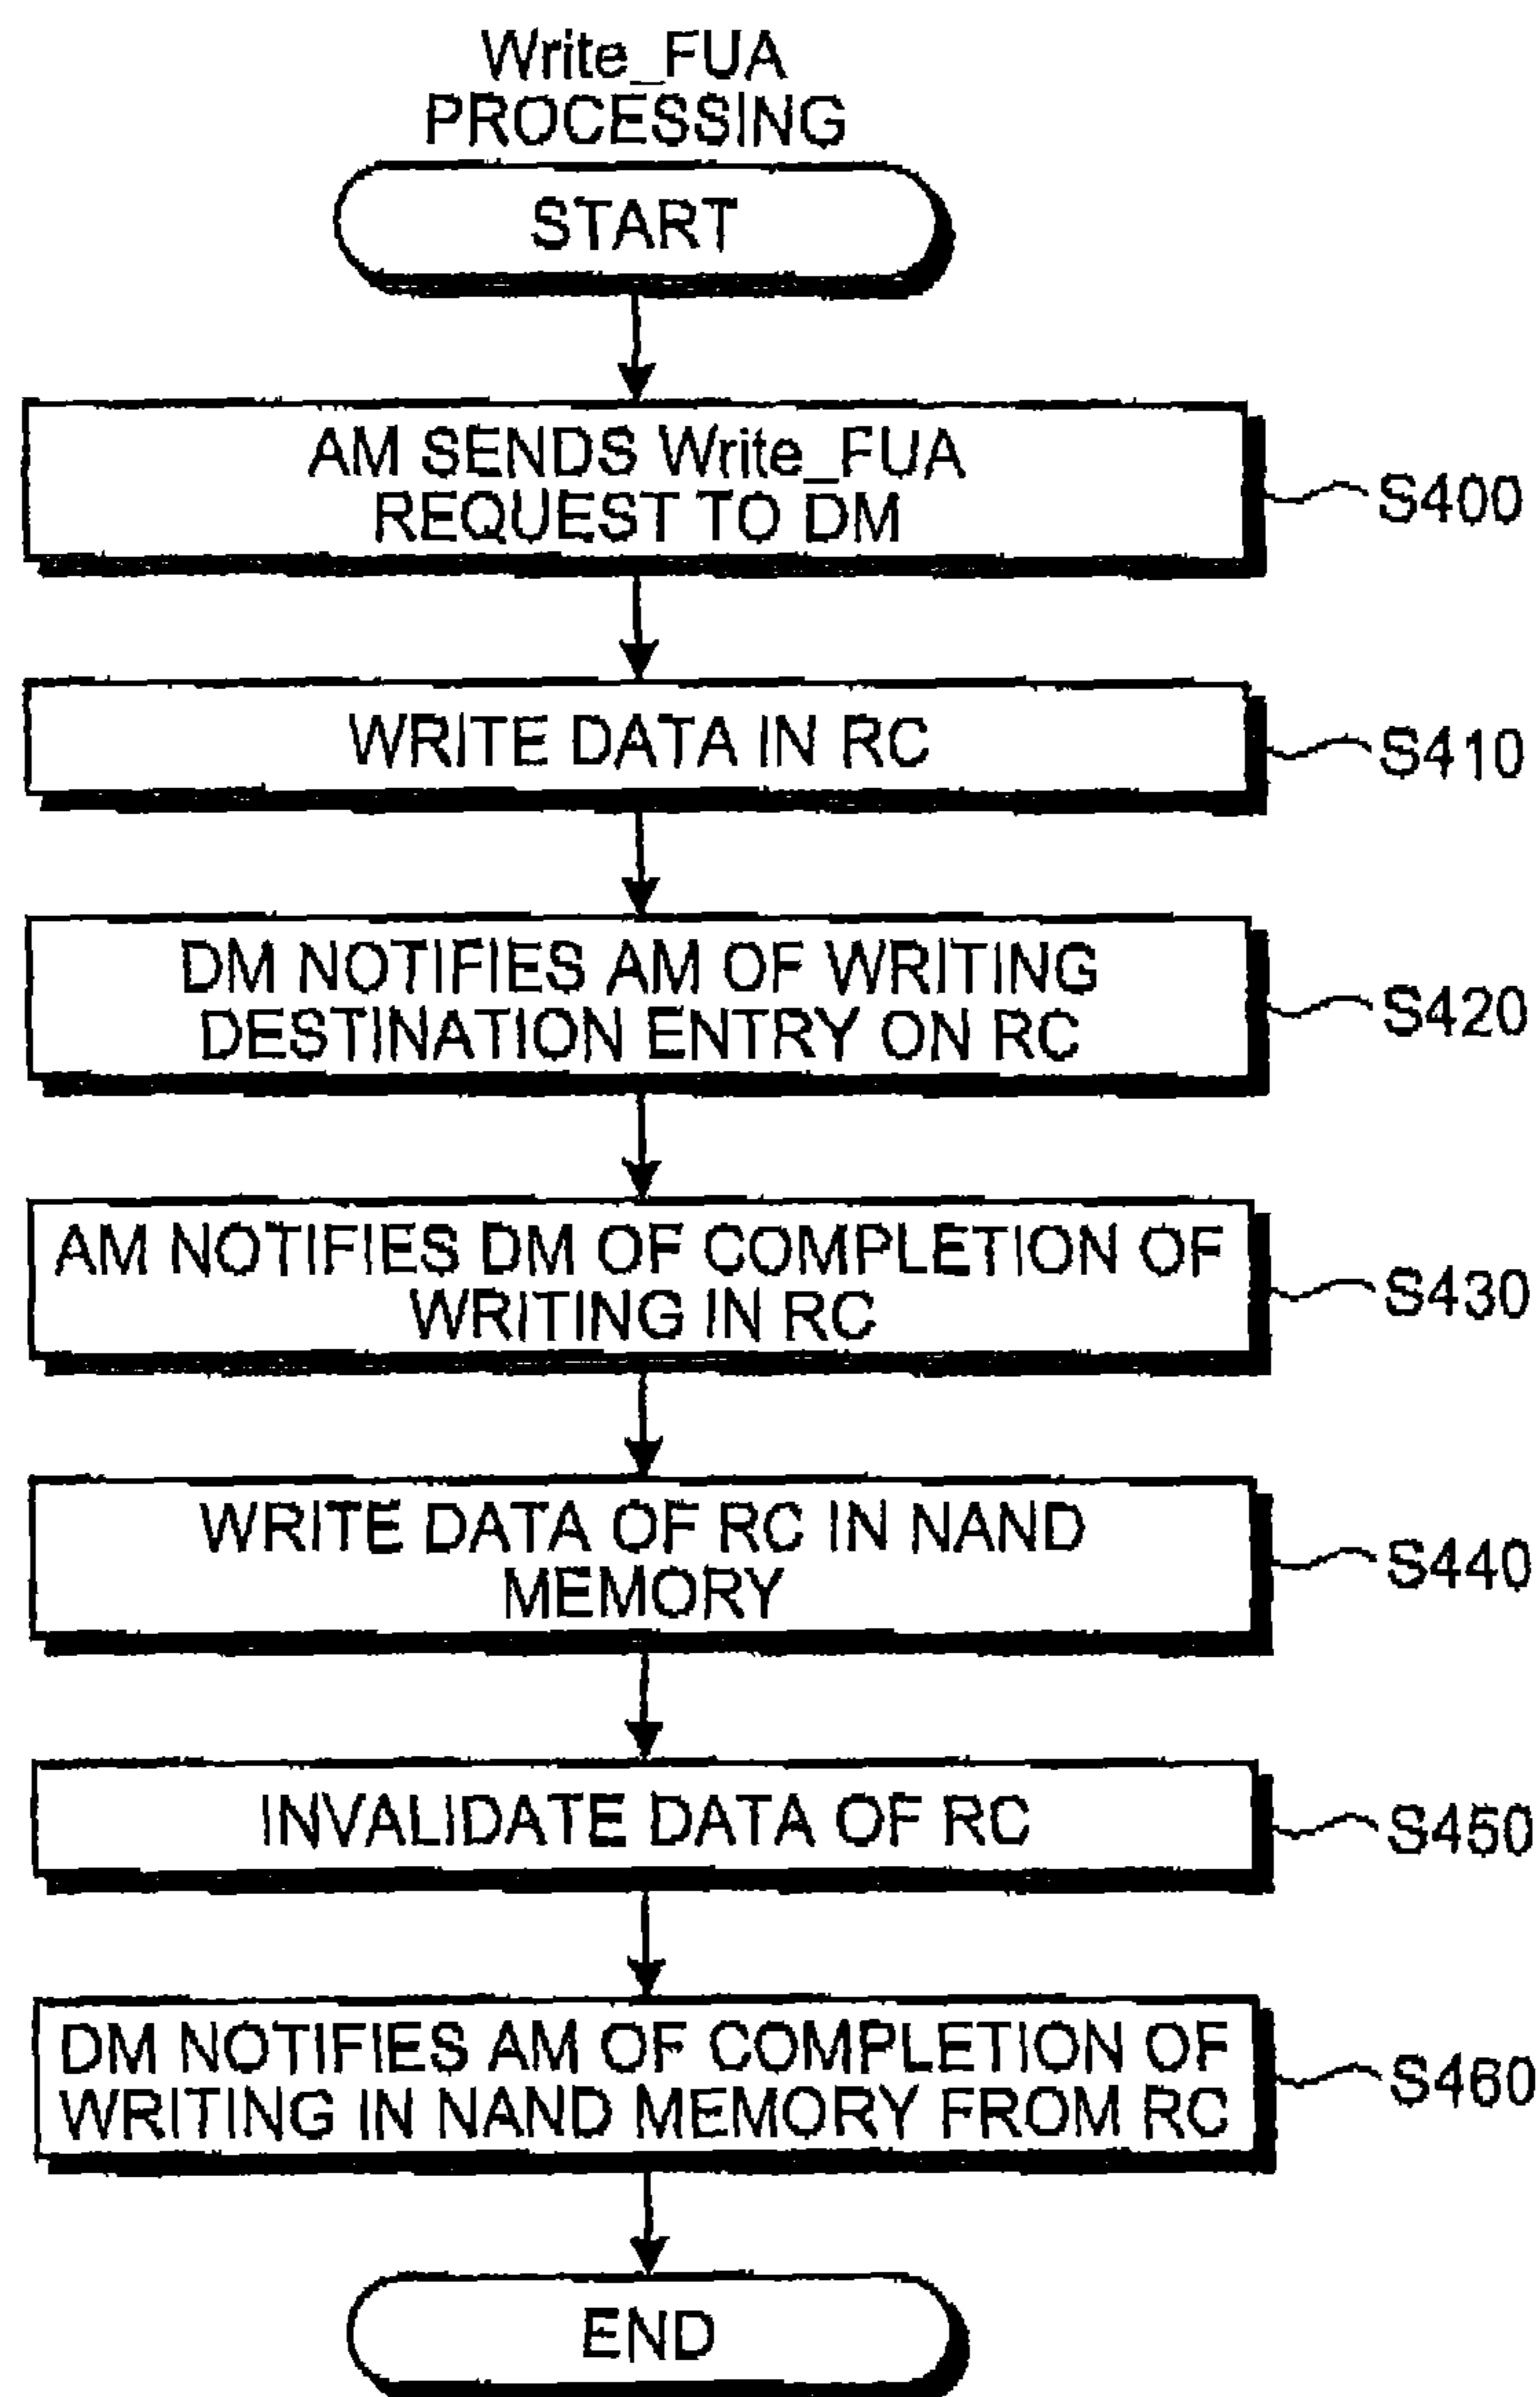 Write_FUA
PROCESSING
START
AM SENDS Write_FUA
REQUEST TO DM
S400
WRITE DATA IN RC
S410
DM NOTIFIES AM OF WRITING
DESTINATION ENTRY ON RC
S420
AM NOTIFIES DM OF COMPLETION OF
WRITING IN RC
S430
WRITE DATA OF RC IN NAND
MEMORY
S440
INVALIDATE DATA OF RC
S450
DM NOTIFIES AM OF COMPLETION OF
WRITING IN NAND MEMORY FROM RC
S460
END